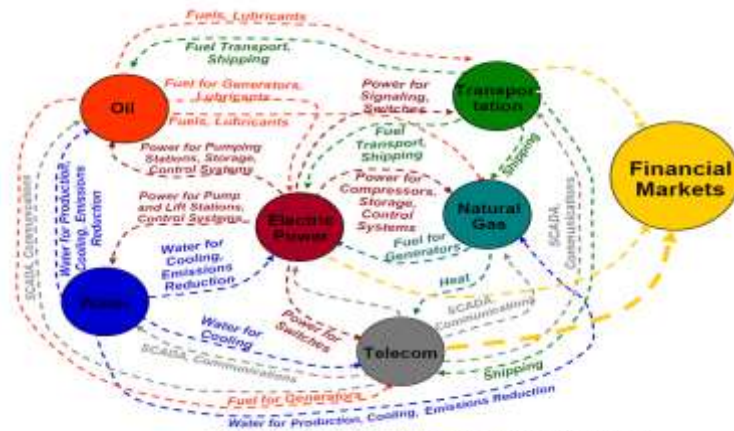 Fuels, Lubricants
Fuel Transport,
Shipping
Oil
Fuel for Generators,
Lubricants
Fuels, Lubricants
Power for
Signaling,
Switches
Transpor-
tation
Fuel
Transport,
Shipping
Shipping
Financial
Markets
Power for Pumping
Stations, Storage,
Control Systems
Power for Pump
and Lift Stations,
Control Systems
Electric
Power
Power for
Compressors,
Storage,
Control
Systems
Natural
Gas
Fuel for
Generators
SCADA,
Communications
SCADA, Communication
Water for Production,
Cooling, Emissions
Reduction
Water for
Cooling,
Emissions
Reduction
Water
Heat
SCADA,
Communications
Water for
Cooling
Power for
Switches
Telecom
SCADA, Communications
Shipping
Fuel for Generators
Water for Production, Cooling, Emissions Reduction